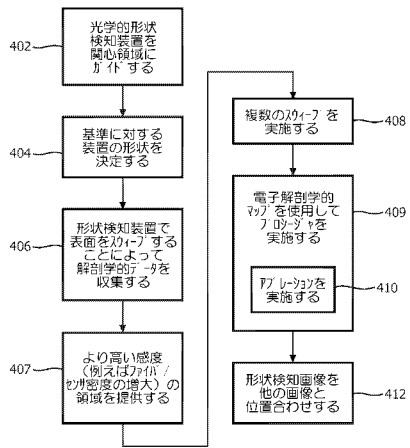 402
光学的形状
検知装置を
関心領域に
ガイドする
404
基準に対する
装置の形状を
決定する
406
形状検知装置で
表面をスウィープする
ことによって
解剖学的データを
収集する
407
より高い感度
(例えばファイバ/
センサ密度の増大)の
領域を提供する
複数のスウィープを
実施する
408
電子解剖学的
マップを使用して
プロシージャを
実施する
409
アブレーションを
実施する
410
形状検知画像を
他の画像と
位置合わせする
412